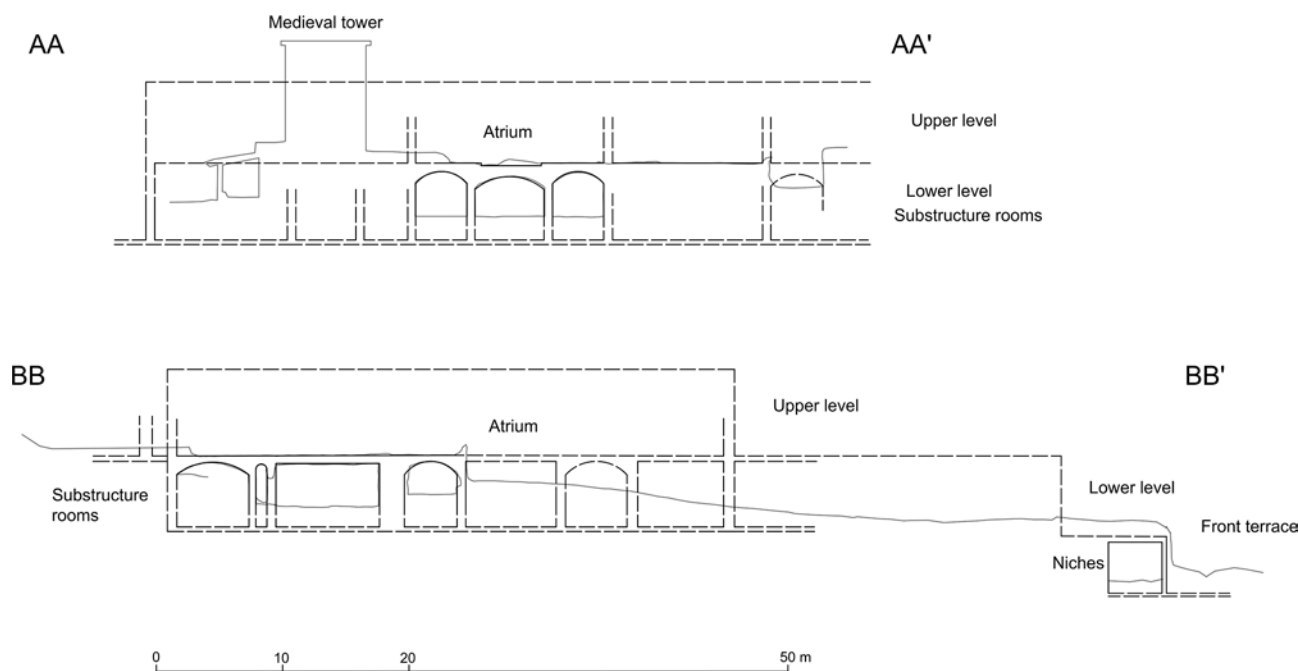 Medieval tower
AA
AA'
Atrium
Upper level
Lower level
Substructure rooms
BB
BB'
Atrium
Upper level
Substructure
rooms
Lower level
Front terrace
Niches
0
10
20
50 m